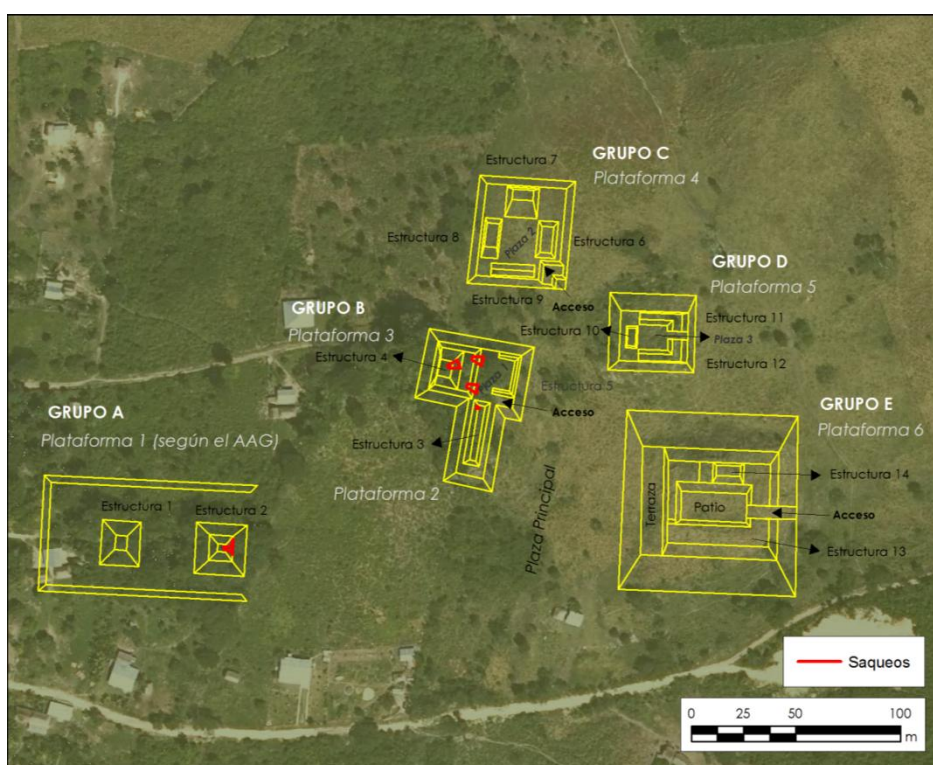 GRUPO C
Estructura 7
Plataforma 4
Plaza 2
Estructura 8
Estructura 6
Estructura 9
Acceso
GRUPO D
Plataforma 5
Estructura 11
Estructura 10
Plaza 3
Estructura 12
GRUPO B
Plataforma 3
Estructura 4
Plaza
Estructura 5
Acceso
Estructura 3
Plataforma 2
GRUPO A
Plataforma 1 (según el AAG)
Estructura 1
Estructura 2
Plaza Principal
GRUPO E
Plataforma 6
Estructura 14
Terraza
Patio
Acceso
Estructura 13
Saqueos
0 25 50 100
m